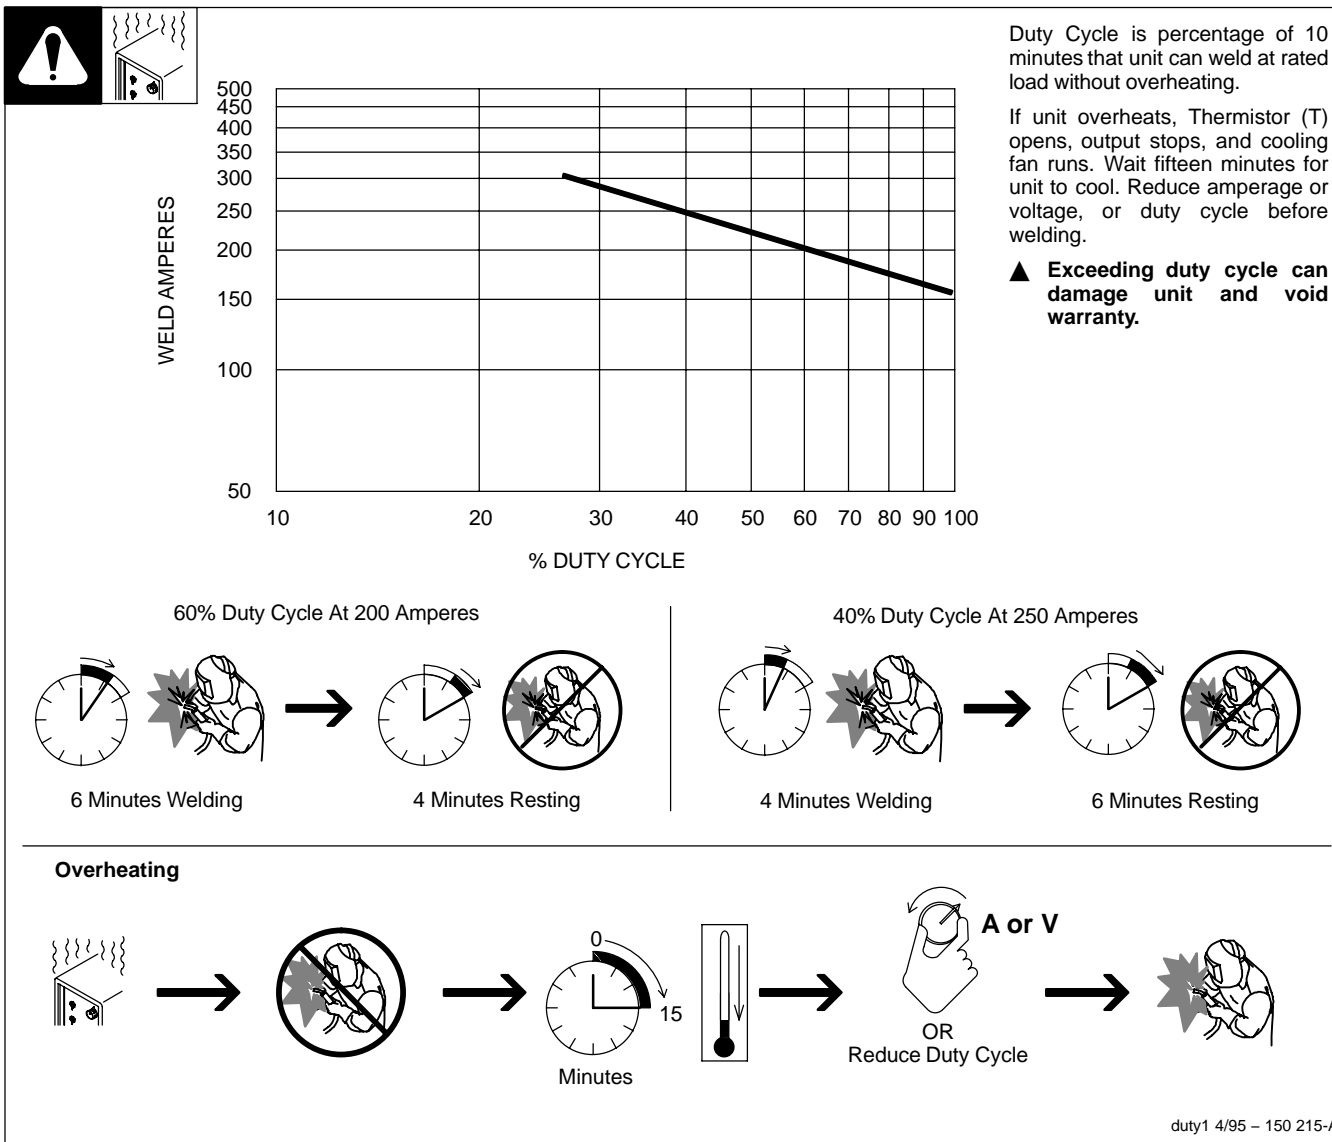 Duty Cycle is percentage of 10
minutes that unit can weld at rated
load without overheating.
If unit overheats, Thermistor (T)
opens, output stops, and cooling
fan runs. Wait fifteen minutes for
unit to cool. Reduce amperage or
voltage, or duty cycle before
welding.
▲ Exceeding duty cycle can
damage unit and void
warranty.
500
450
400
350
300
250
200
150
100
50
WELD AMPERES
10 20 30 40 50 60 70 80 90 100
% DUTY CYCLE
60% Duty Cycle At 200 Amperes
6 Minutes Welding
4 Minutes Resting
40% Duty Cycle At 250 Amperes
4 Minutes Welding
6 Minutes Resting
Overheating
0
15
Minutes
A or V
OR
Reduce Duty Cycle
duty1 4/95 – 150 215-A